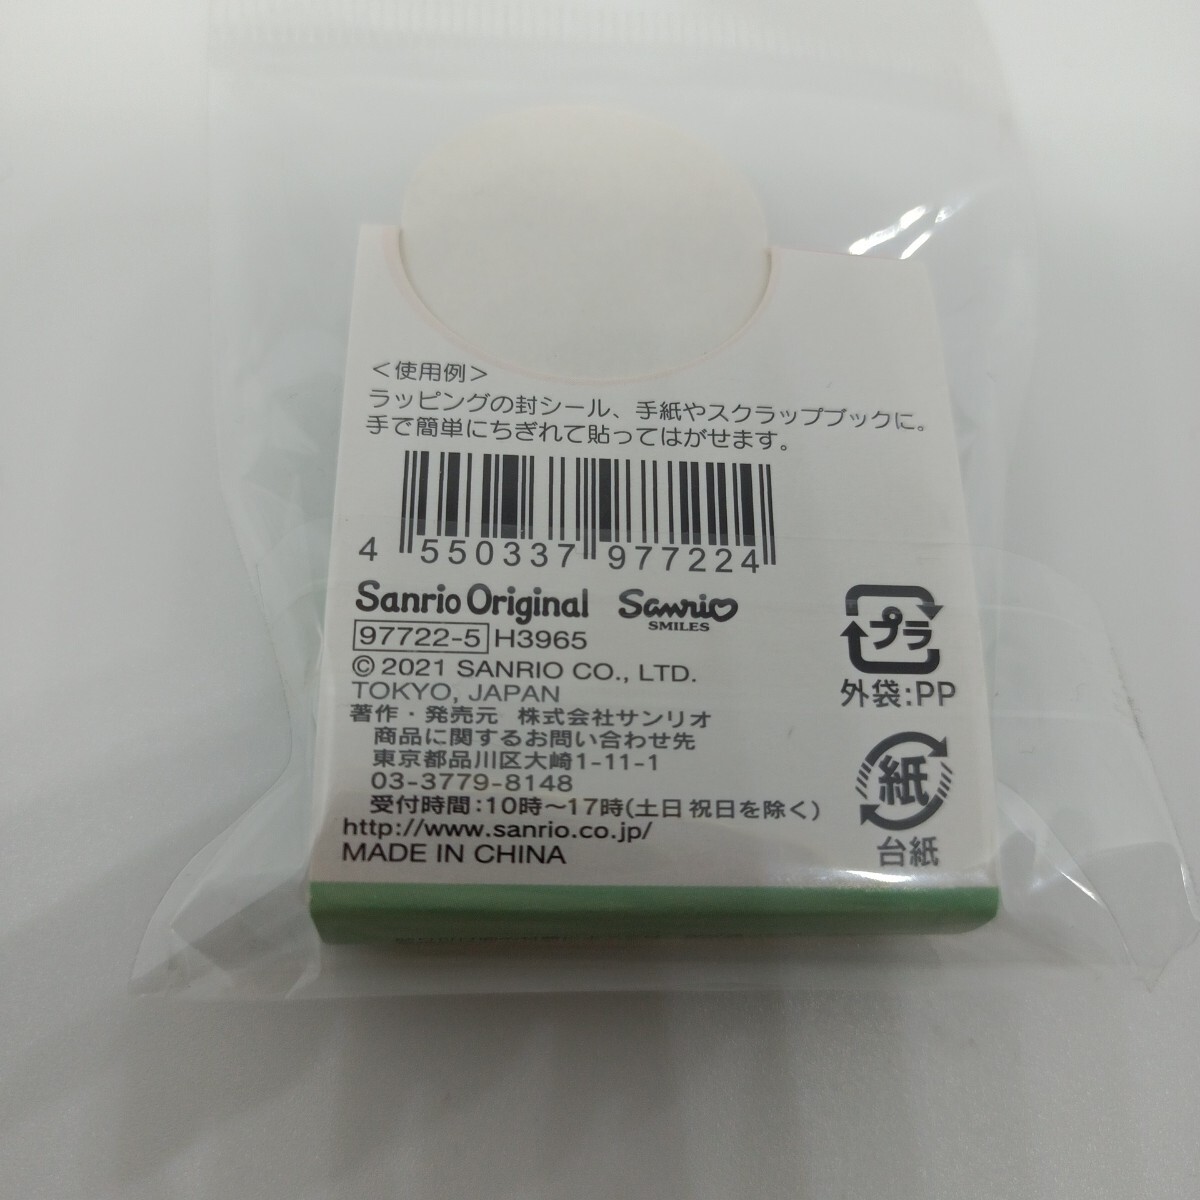 ＜使用例＞
ラッピングの封シール、手紙やスクラップブックに。
手で簡単にちぎれて貼ってはがせます。
4 550337 977224
Sanrio Original Sanrio SMILES
97722-5 H3965
© 2021 SANRIO CO., LTD.
TOKYO, JAPAN
著作・発売元 株式会社サンリオ
商品に関するお問い合わせ先
東京都品川区大崎1-11-1
03-3779-8148
受付時間：10時〜17時(土日祝日を除く)
http://www.sanrio.co.jp/
MADE IN CHINA
プラ
外袋:PP
紙
台紙